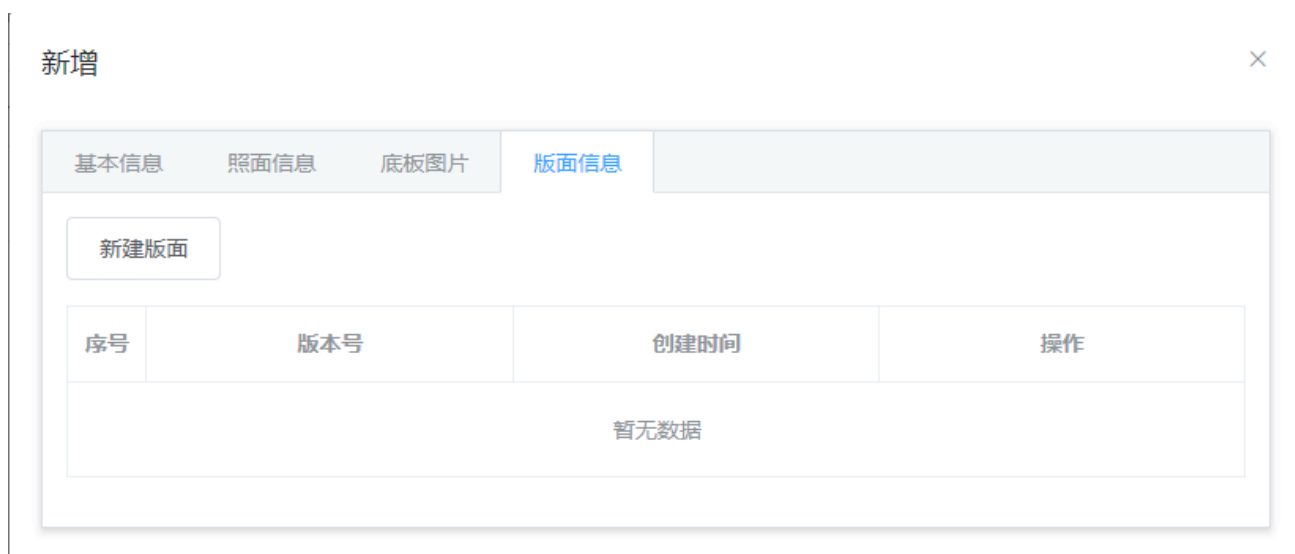 新增
基本信息 照面信息 底板图片 版面信息
新建版面
序号 版本号 创建时间 操作
暂无数据